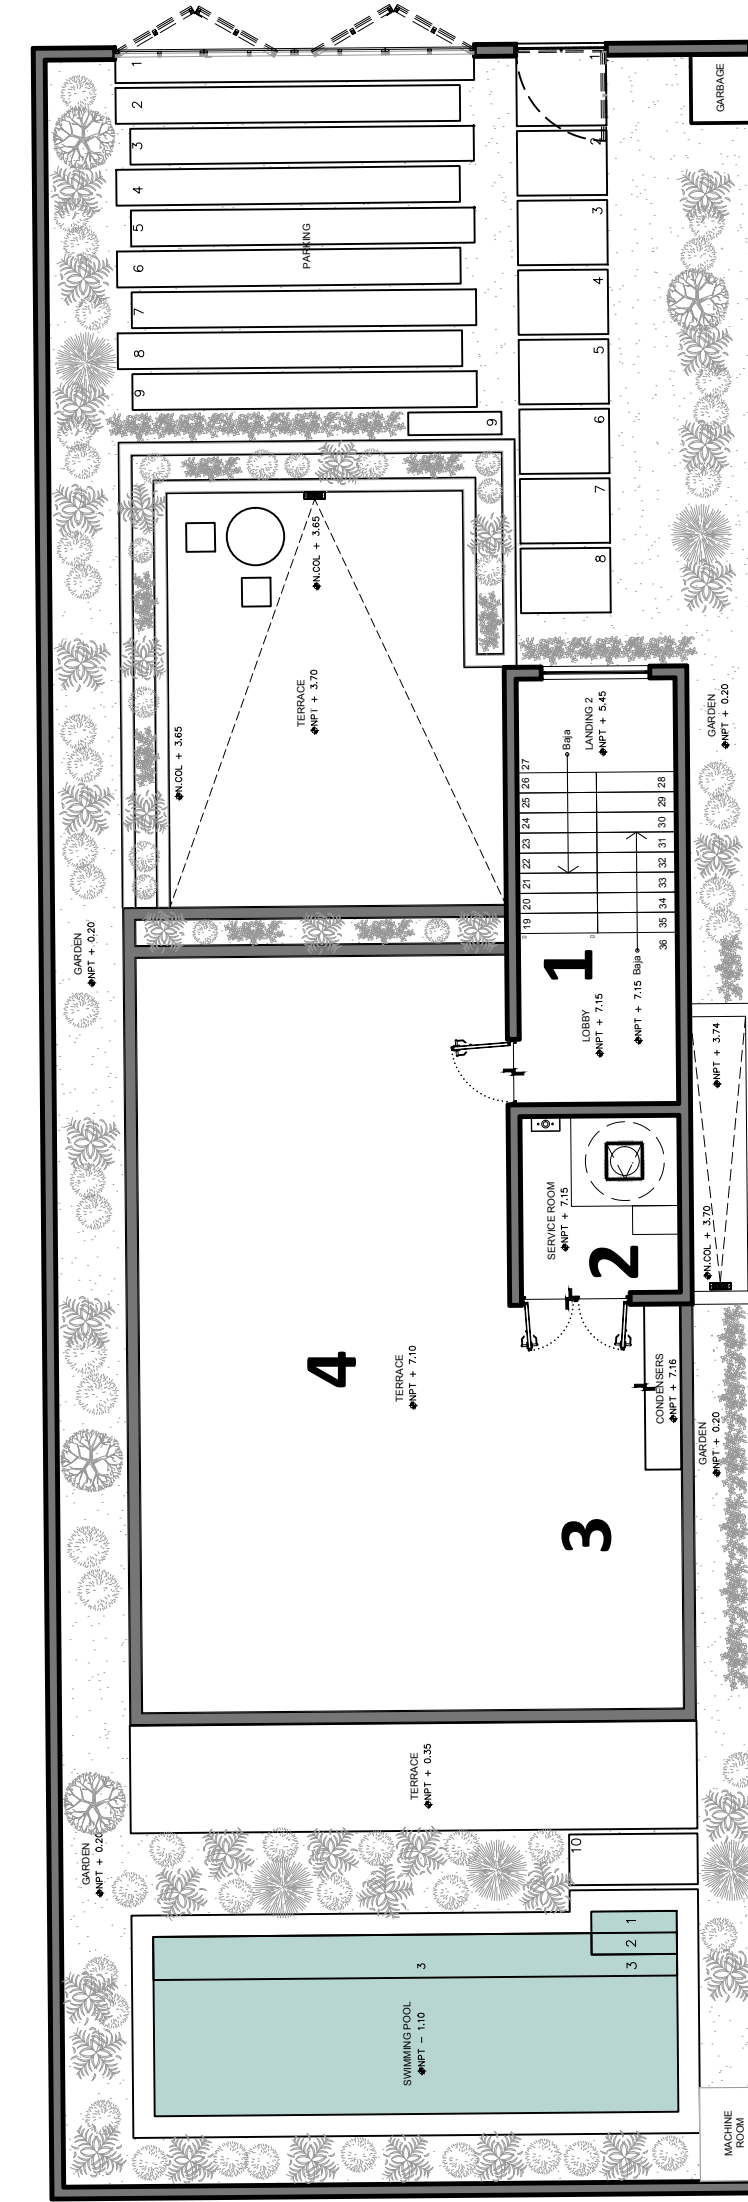 GARBAGE
1
2
3
4
5
6
7
8
9
PARKING
9
1
2
3
4
5
6
7
8
N.COL + 3.65
TERRACE
NPT + 3.70
N.COL + 3.65
LANDING 2
NPT + 5.45
Baja
27
26
25
24
23
22
21
20
19
28
29
30
31
32
33
34
35
36
GARDEN
NPT + 0.20
GARDEN
NPT + 0.20
1
LOBBY
NPT + 7.15
Baja
NPT + 7.15
NPT + 3.74
N.COL + 3.70
SERVICE ROOM
NPT + 7.15
2
4
TERRACE
NPT + 7.10
CONDENSERS
NPT + 7.16
3
GARDEN
NPT + 0.20
TERRACE
NPT + 0.35
GARDEN
NPT + 0.20
10
1
2
3
3
SWIMMING POOL
NPT - 1.10
MACHINE
ROOM